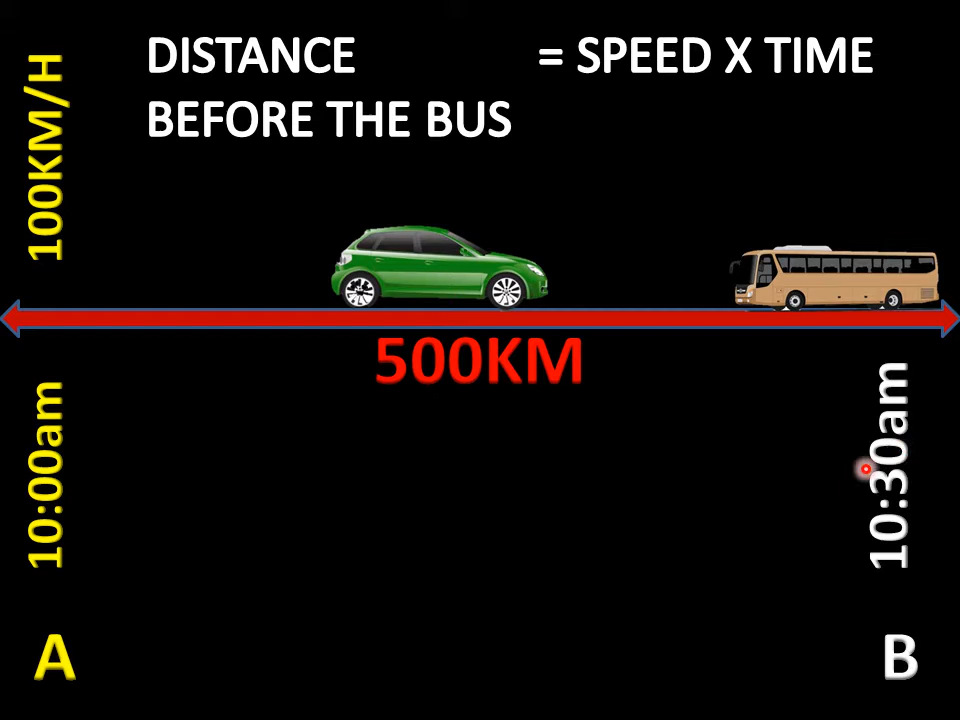 DISTANCE = SPEED X TIME
BEFORE THE BUS
100KM/H
500KM
10:00am
10:30am
A
B